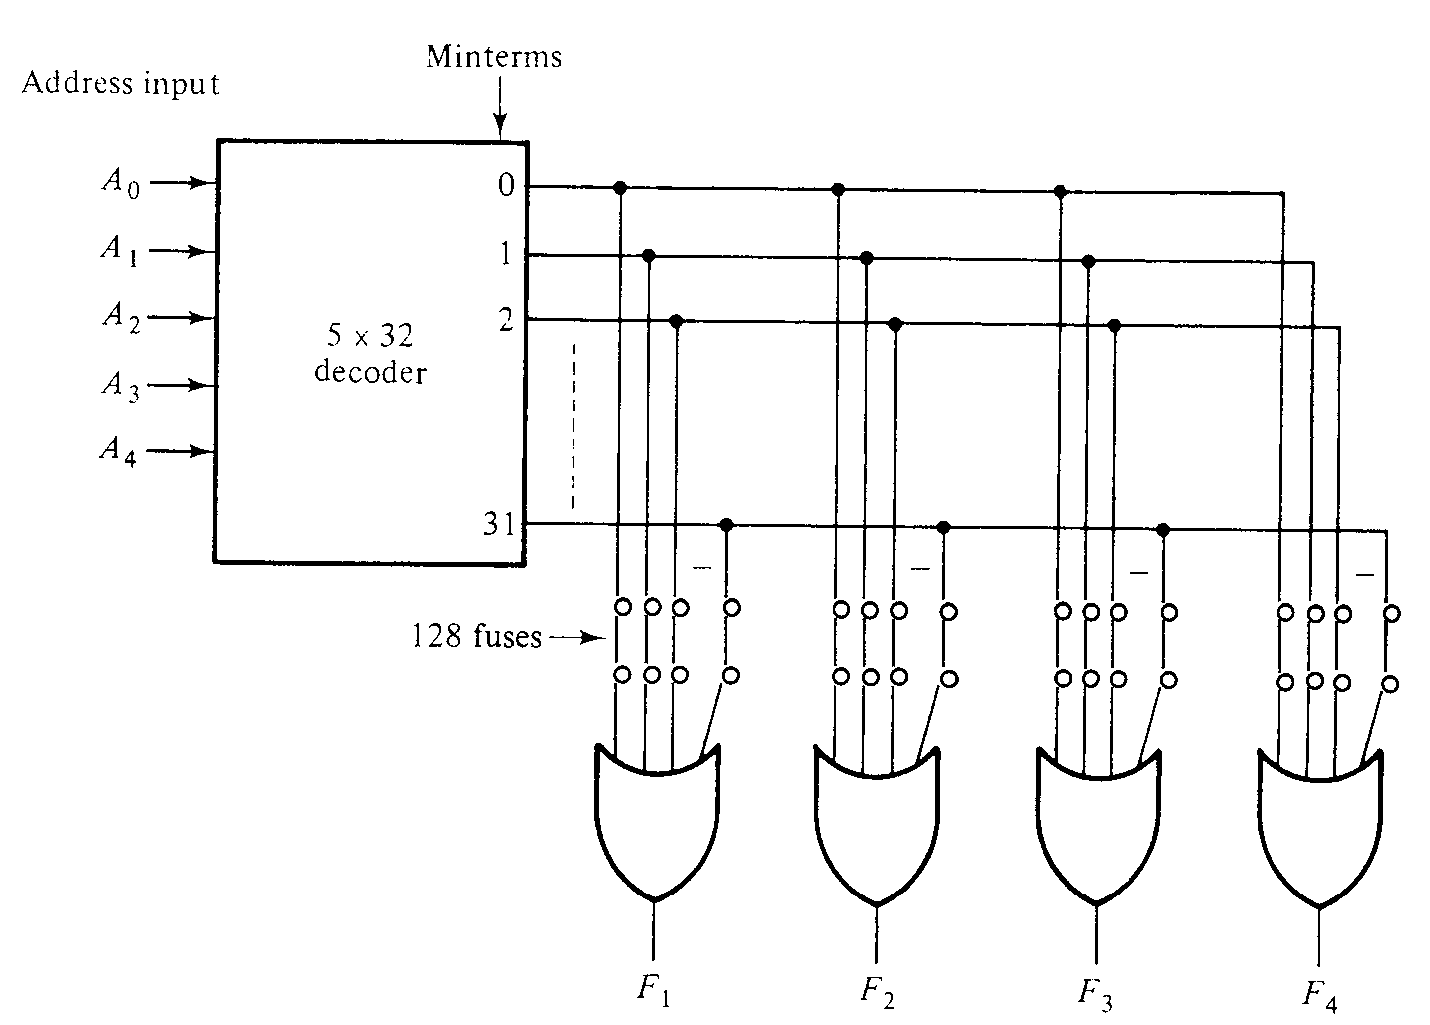 Minterms
Address input
A0
A1
A2
A3
A4
0
1
2
31
5 × 32
decoder
128 fuses
F1
F2
F3
F4